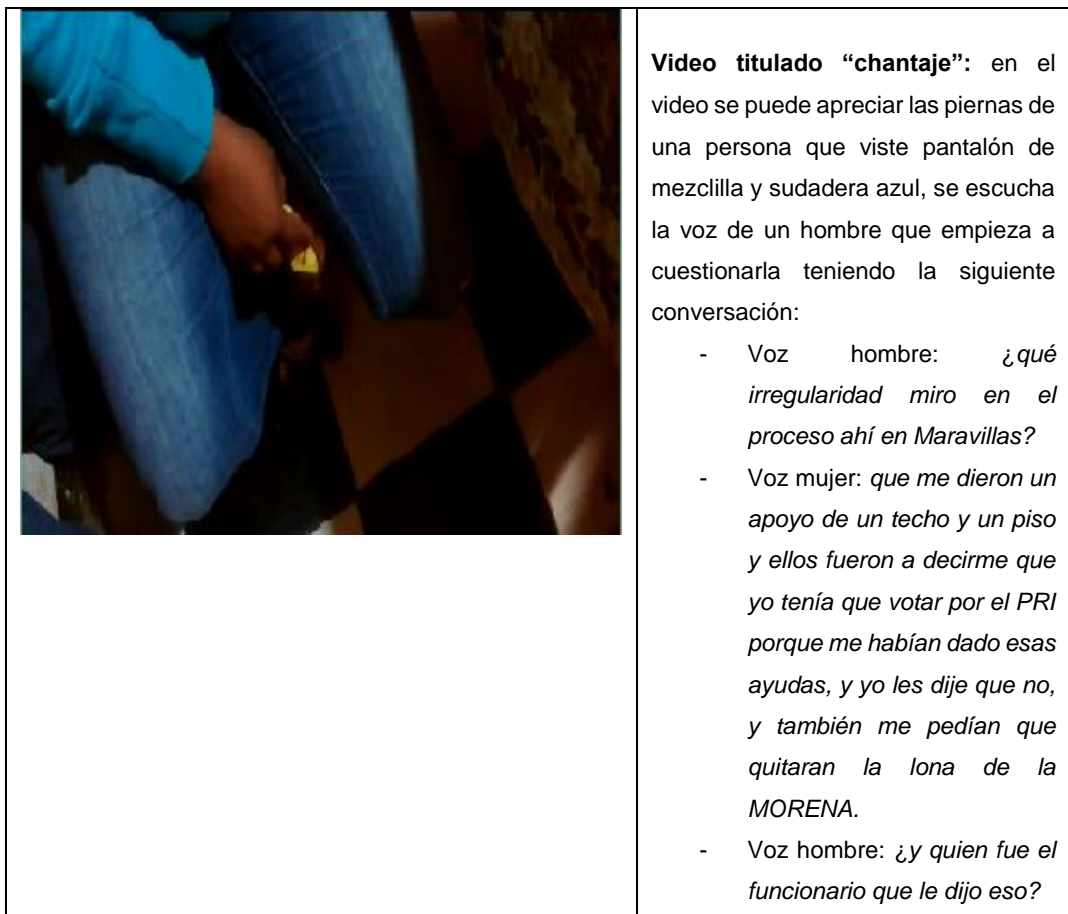 Video titulado “chantaje”: en el
video se puede apreciar las piernas de
una persona que viste pantalón de
mezclilla y sudadera azul, se escucha
la voz de un hombre que empieza a
cuestionarla teniendo la siguiente
conversación:
- Voz hombre: ¿qué
irregularidad miro en el
proceso ahí en Maravillas?
- Voz mujer: que me dieron un
apoyo de un techo y un piso
y ellos fueron a decirme que
yo tenía que votar por el PRI
porque me habían dado esas
ayudas, y yo les dije que no,
y también me pedían que
quitaran la lona de la
MORENA.
- Voz hombre: ¿y quien fue el
funcionario que le dijo eso?